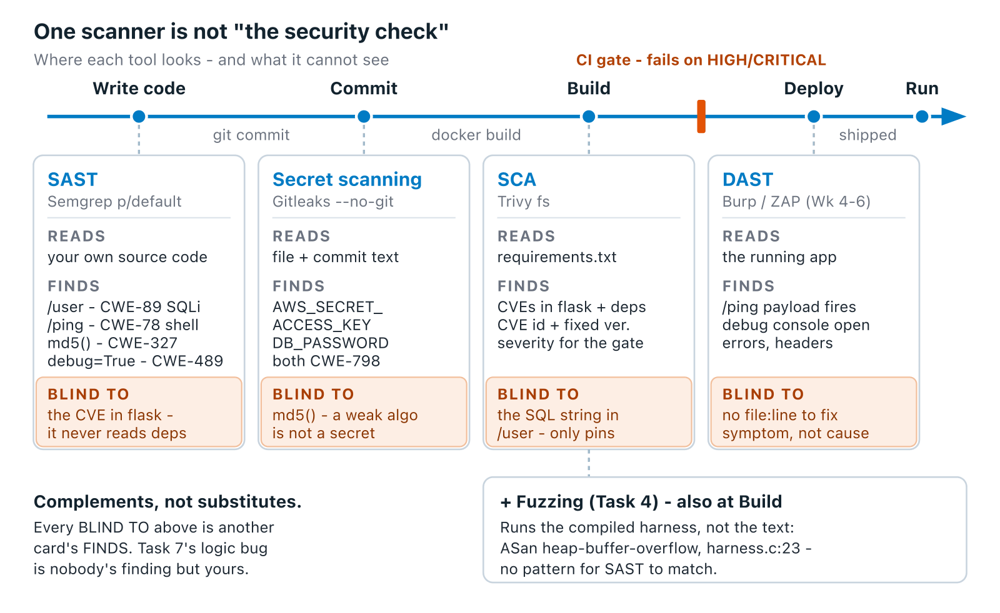 One scanner is not "the security check"
Where each tool looks - and what it cannot see
CI gate - fails on HIGH/CRITICAL
Write code
Commit
Build
Deploy
Run
git commit
docker build
shipped
SAST
Semgrep p/default
READS
your own source code
FINDS
/user - CWE-89 SQLi
/ping - CWE-78 shell
md5() - CWE-327
debug=True - CWE-489
BLIND TO
the CVE in flask -
it never reads deps
Secret scanning
Gitleaks --no-git
READS
file + commit text
FINDS
AWS_SECRET_
ACCESS_KEY
DB_PASSWORD
both CWE-798
BLIND TO
md5() - a weak algo
is not a secret
SCA
Trivy fs
READS
requirements.txt
FINDS
CVEs in flask + deps
CVE id + fixed ver.
severity for the gate
BLIND TO
the SQL string in
/user - only pins
DAST
Burp / ZAP (Wk 4-6)
READS
the running app
FINDS
/ping payload fires
debug console open
errors, headers
BLIND TO
no file:line to fix
symptom, not cause
Complements, not substitutes.
Every BLIND TO above is another
card's FINDS. Task 7's logic bug
is nobody's finding but yours.
+ Fuzzing (Task 4) - also at Build
Runs the compiled harness, not the text:
ASan heap-buffer-overflow, harness.c:23 -
no pattern for SAST to match.